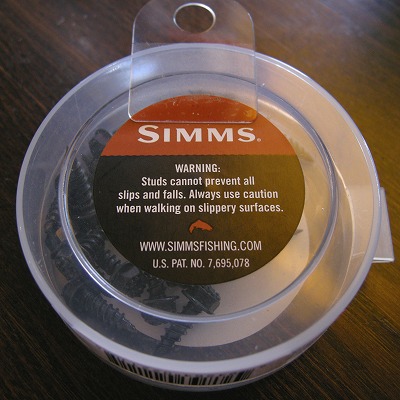 SIMMS®
WARNING:
Studs cannot prevent all
slips and falls. Always use caution
when walking on slippery surfaces.
WWW.SIMMSFISHING.COM
U.S. PAT. NO. 7,695,078